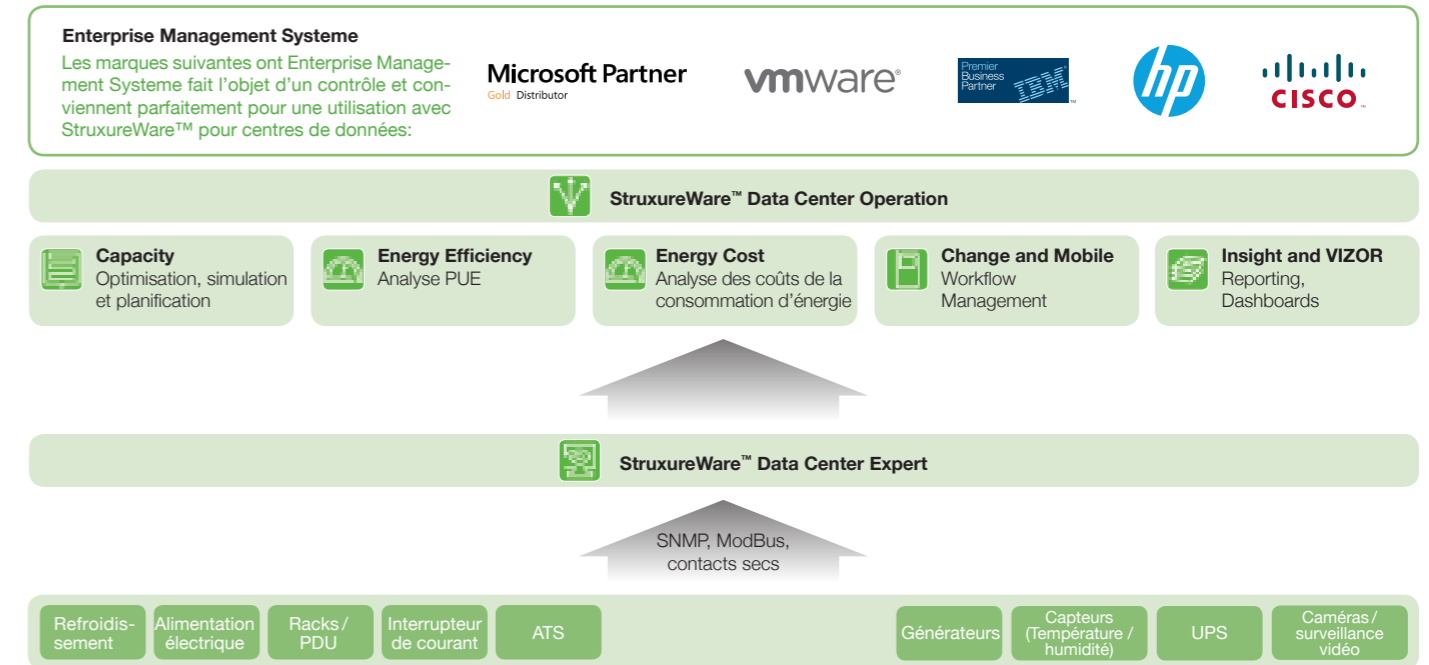 Enterprise Management Systeme
Les marques suivantes ont Enterprise Manage-
ment Systeme fait l’objet d’un contrôle et con-
viennent parfaitement pour une utilisation avec
StruxureWare™ pour centres de données:
Microsoft Partner
Gold Distributor
vmware®
Premier
Business
Partner
IBM™
hp
CISCO™
StruxureWare™ Data Center Operation
Capacity
Optimisation, simulation
et planification
Energy Efficiency
Analyse PUE
Energy Cost
Analyse des coûts de la
consommation d’énergie
Change and Mobile
Workflow
Management
Insight and VIZOR
Reporting,
Dashboards
StruxureWare™ Data Center Expert
SNMP, ModBus,
contacts secs
Refroidis-
sement
Alimentation
électrique
Racks /
PDU
Interrupteur
de courant
ATS
Générateurs
Capteurs
(Température /
humidité)
UPS
Caméras /
surveillance
vidéo